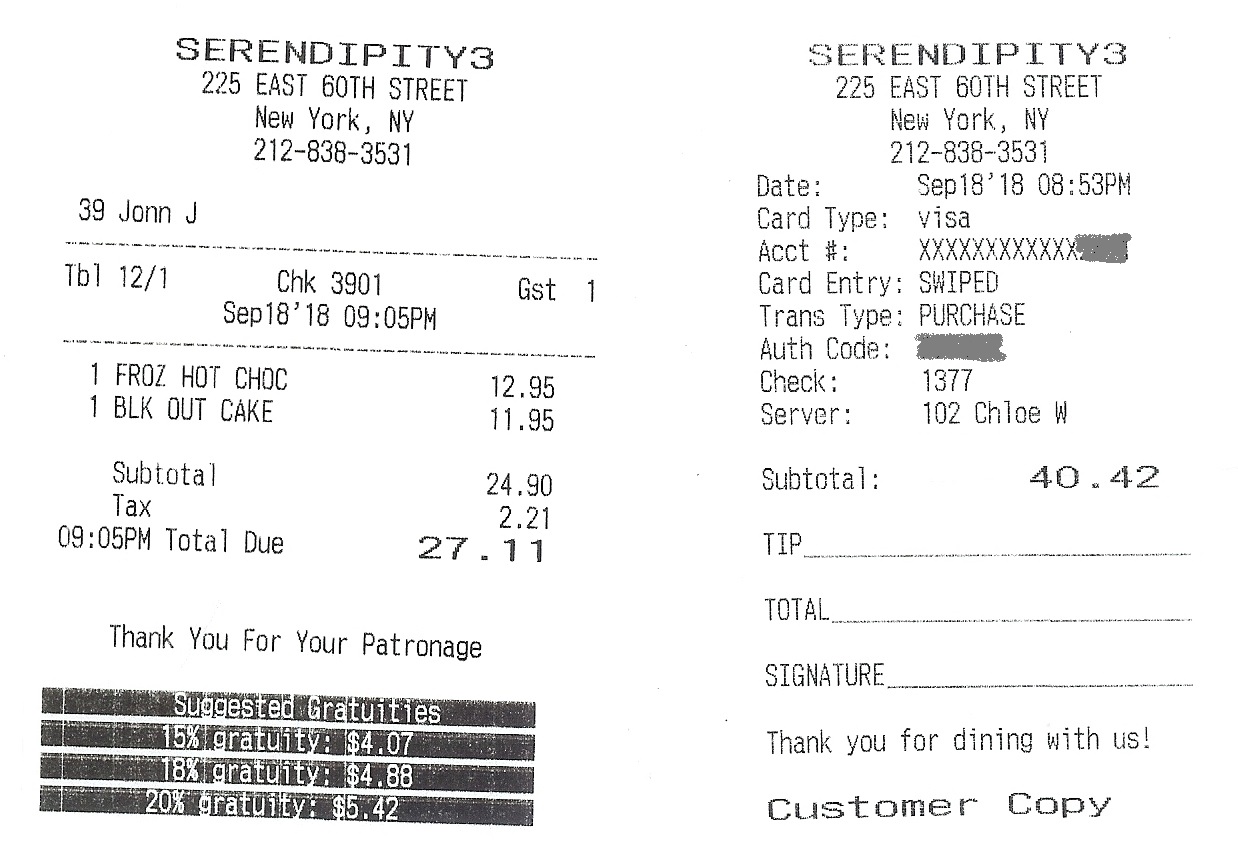 SERENDIPITY3
225 EAST 60TH STREET
New York, NY
212-838-3531
39 Jonn J
Tbl 12/1 Chk 3901 Gst 1
Sep18'18 09:05PM
1 FROZ HOT CHOC 12.95
1 BLK OUT CAKE 11.95
Subtotal 24.90
Tax 2.21
09:05PM Total Due 27.11
Thank You For Your Patronage
Suggested Gratuities
15% gratuity: $4.07
18% gratuity: $4.88
20% gratuity: $5.42
SERENDIPITY3
225 EAST 60TH STREET
New York, NY
212-838-3531
Date: Sep18'18 08:53PM
Card Type: visa
Acct #: XXXXXXXXXXXX
Card Entry: SWIPED
Trans Type: PURCHASE
Auth Code:
Check: 1377
Server: 102 Chloe W
Subtotal: 40.42
TIP
TOTAL
SIGNATURE
Thank you for dining with us!
Customer Copy